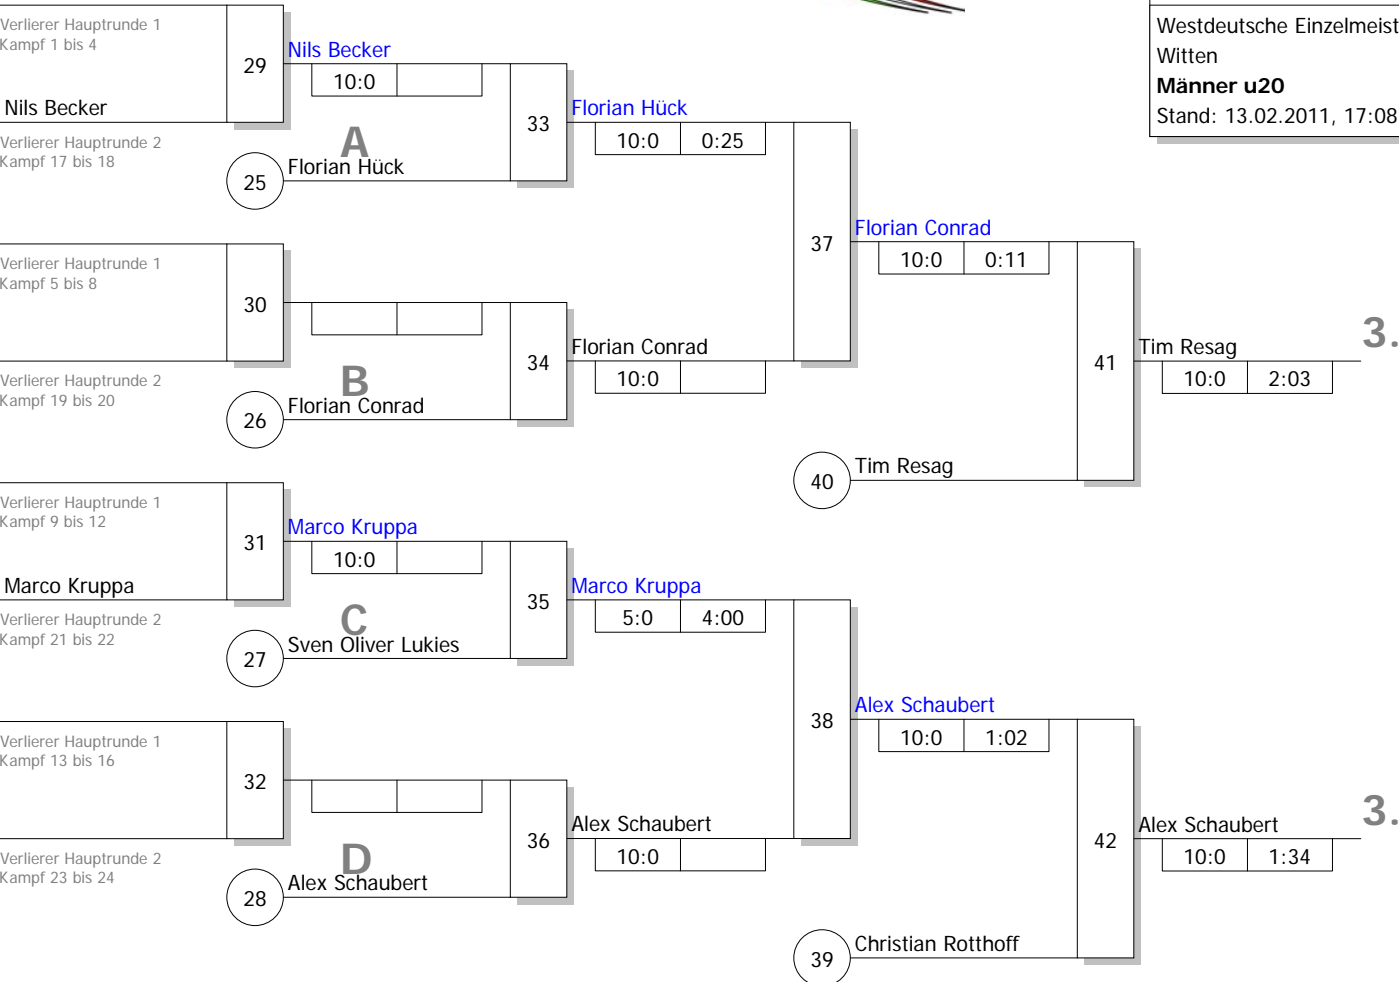 Westdeutsche Einzelmeist
Witten
Männer u20
Stand: 13.02.2011, 17:08
Verlierer Hauptrunde 1
Kampf 1 bis 4
29
Nils Becker
10:0
Nils Becker
Verlierer Hauptrunde 2
Kampf 17 bis 18
A
25
Florian Hück
33
Florian Hück
10:0 0:25
Verlierer Hauptrunde 1
Kampf 5 bis 8
30
Verlierer Hauptrunde 2
Kampf 19 bis 20
B
26
Florian Conrad
34
Florian Conrad
10:0
37
Florian Conrad
10:0 0:11
40
Tim Resag
41
Tim Resag
10:0 2:03
3.
Verlierer Hauptrunde 1
Kampf 9 bis 12
31
Marco Kruppa
10:0
Marco Kruppa
Verlierer Hauptrunde 2
Kampf 21 bis 22
C
27
Sven Oliver Lukies
35
Marco Kruppa
5:0 4:00
Verlierer Hauptrunde 1
Kampf 13 bis 16
32
Verlierer Hauptrunde 2
Kampf 23 bis 24
D
28
Alex Schaubert
36
Alex Schaubert
10:0
38
Alex Schaubert
10:0 1:02
39
Christian Rotthoff
42
Alex Schaubert
10:0 1:34
3.